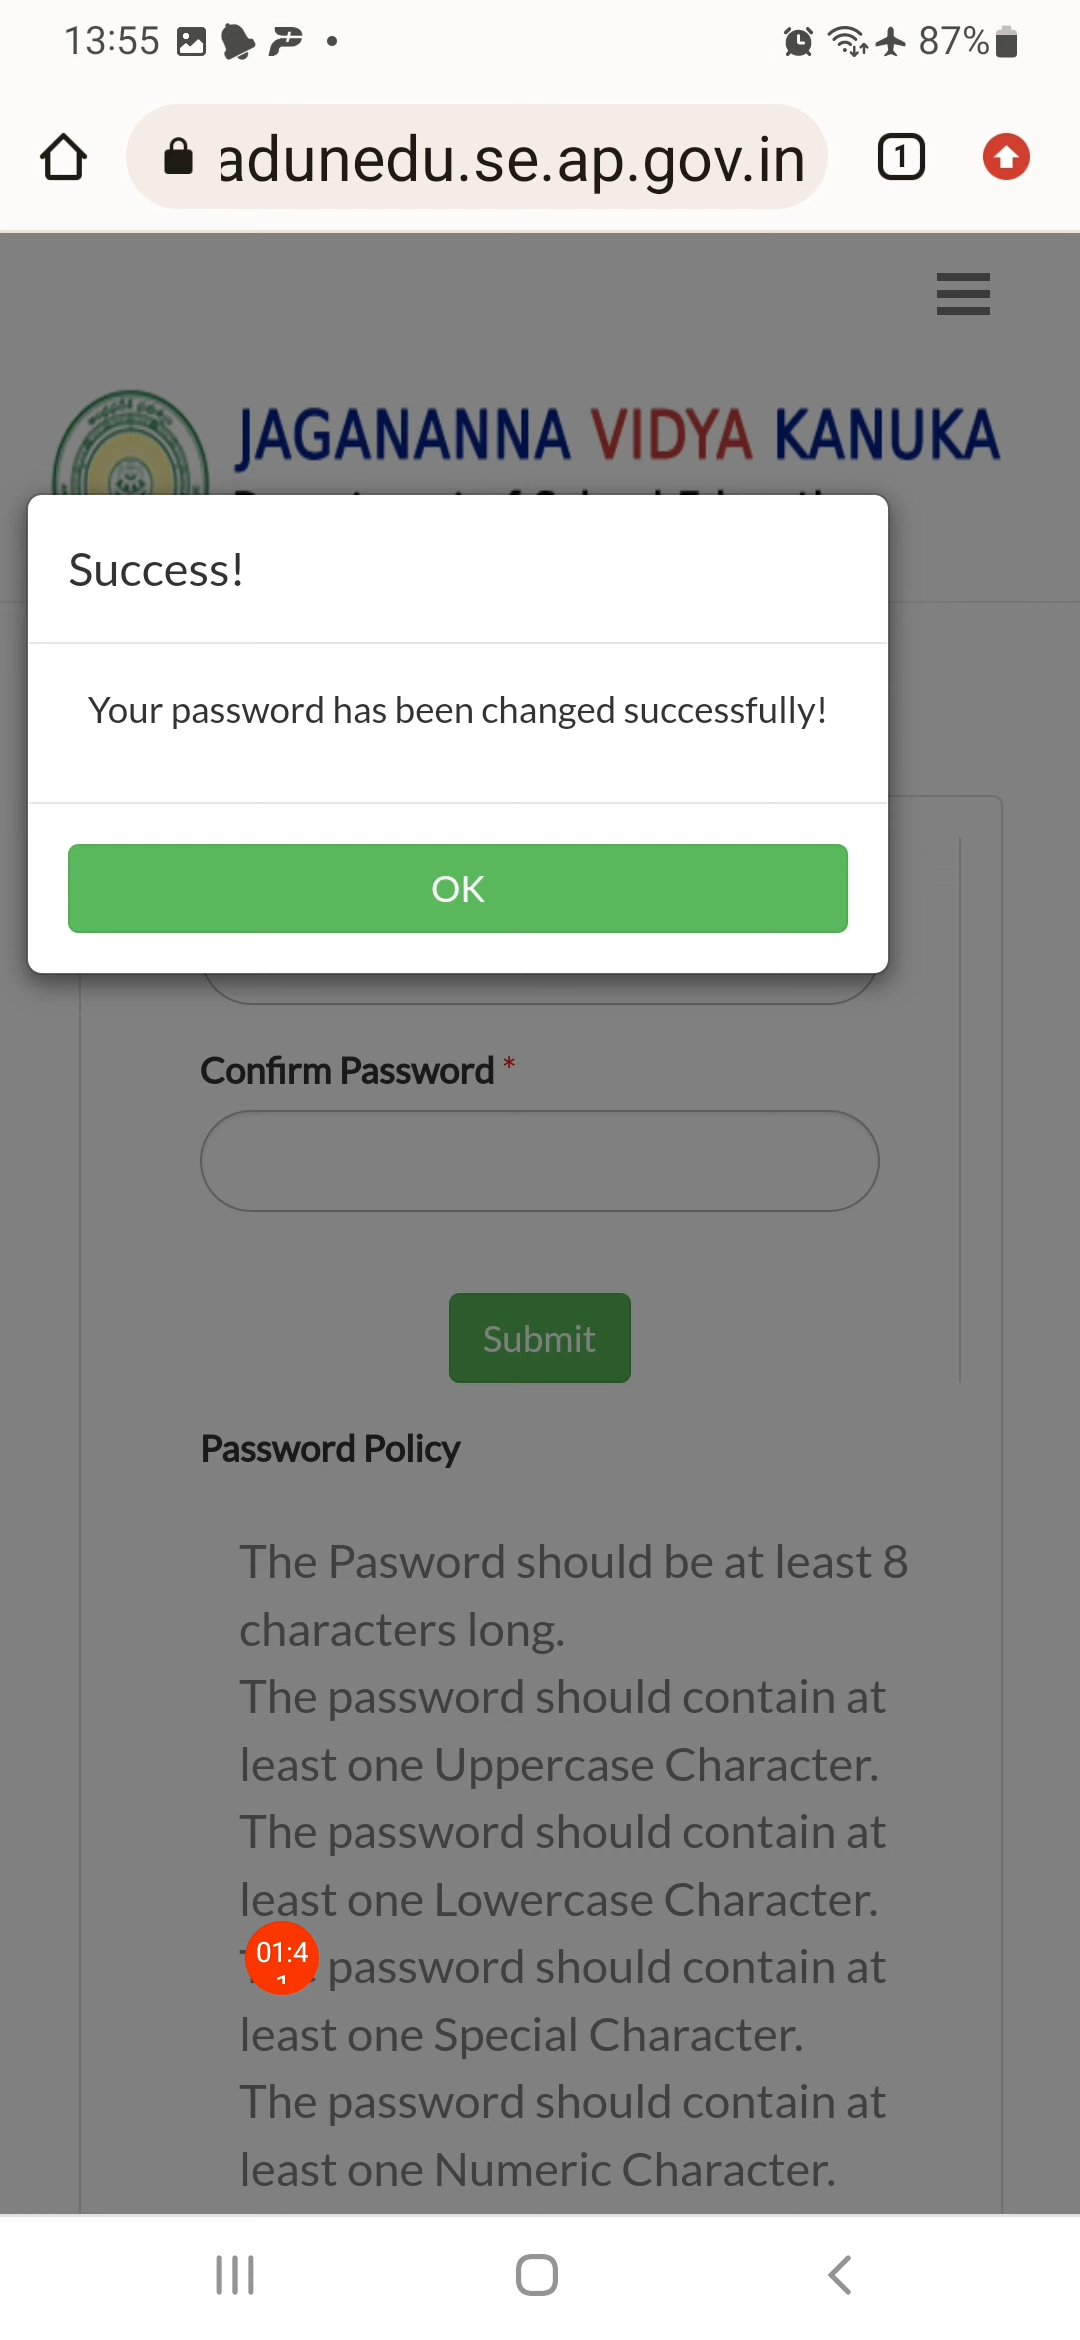 13:55
87%
adunedu.se.ap.gov.in
1
JAGANANNA VIDYA KANUKA
Success!
Your password has been changed successfully!
OK
Confirm Password *
Submit
Password Policy
The Pasword should be at least 8
characters long.
The password should contain at
least one Uppercase Character.
The password should contain at
least one Lowercase Character.
password should contain at
01:4
1
least one Special Character.
The password should contain at
least one Numeric Character.